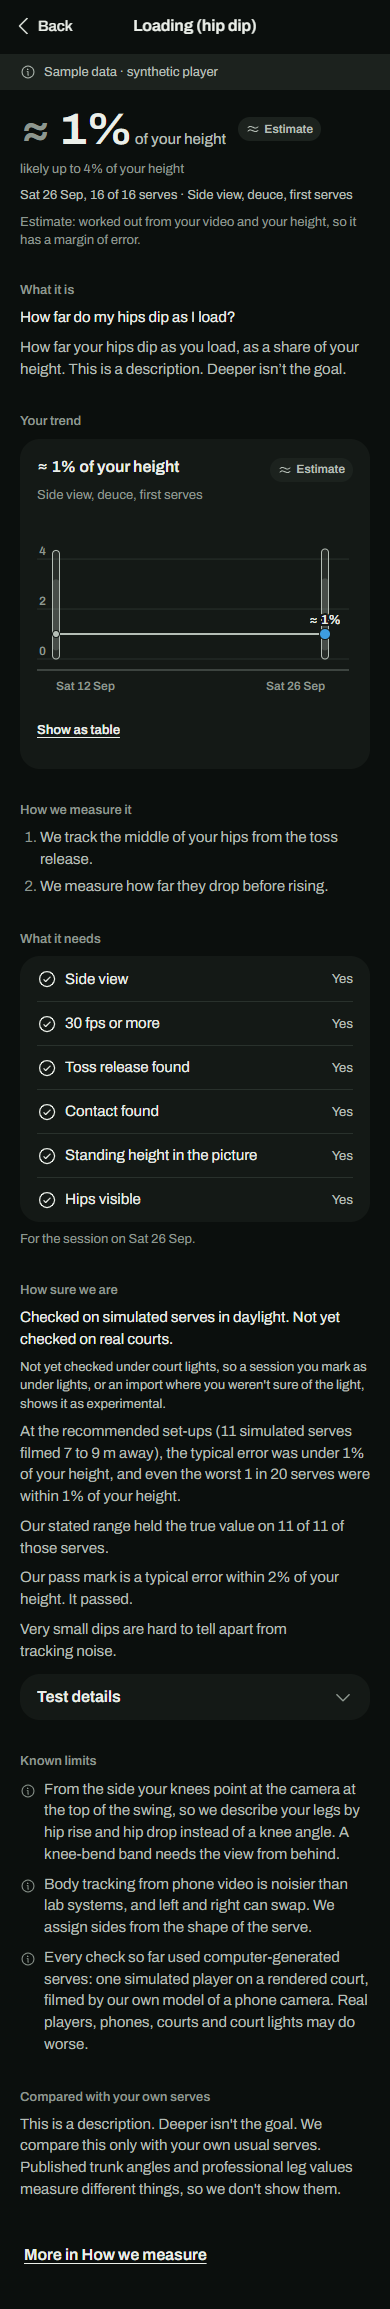 Back
Loading (hip dip)
Sample data · synthetic player
≈ 1% of your height
≈ Estimate
likely up to 4% of your height
Sat 26 Sep, 16 of 16 serves · Side view, deuce, first serves
Estimate: worked out from your video and your height, so it
has a margin of error.
What it is
How far do my hips dip as I load?
How far your hips dip as you load, as a share of your
height. This is a description. Deeper isn’t the goal.
Your trend
≈ 1% of your height
≈ Estimate
Side view, deuce, first serves
4
2
≈ 1%
0
Sat 12 Sep
Sat 26 Sep
Show as table
How we measure it
1. We track the middle of your hips from the toss
release.
2. We measure how far they drop before rising.
What it needs
Side view Yes
30 fps or more Yes
Toss release found Yes
Contact found Yes
Standing height in the picture Yes
Hips visible Yes
For the session on Sat 26 Sep.
How sure we are
Checked on simulated serves in daylight. Not yet
checked on real courts.
Not yet checked under court lights, so a session you mark as
under lights, or an import where you weren't sure of the light,
shows it as experimental.
At the recommended set-ups (11 simulated serves
filmed 7 to 9 m away), the typical error was under 1%
of your height, and even the worst 1 in 20 serves were
within 1% of your height.
Our stated range held the true value on 11 of 11 of
those serves.
Our pass mark is a typical error within 2% of your
height. It passed.
Very small dips are hard to tell apart from
tracking noise.
Test details
Known limits
From the side your knees point at the camera at
the top of the swing, so we describe your legs by
hip rise and hip drop instead of a knee angle. A
knee-bend band needs the view from behind.
Body tracking from phone video is noisier than
lab systems, and left and right can swap. We
assign sides from the shape of the serve.
Every check so far used computer-generated
serves: one simulated player on a rendered court,
filmed by our own model of a phone camera. Real
players, phones, courts and court lights may do
worse.
Compared with your own serves
This is a description. Deeper isn't the goal. We
compare this only with your own usual serves.
Published trunk angles and professional leg values
measure different things, so we don't show them.
More in How we measure